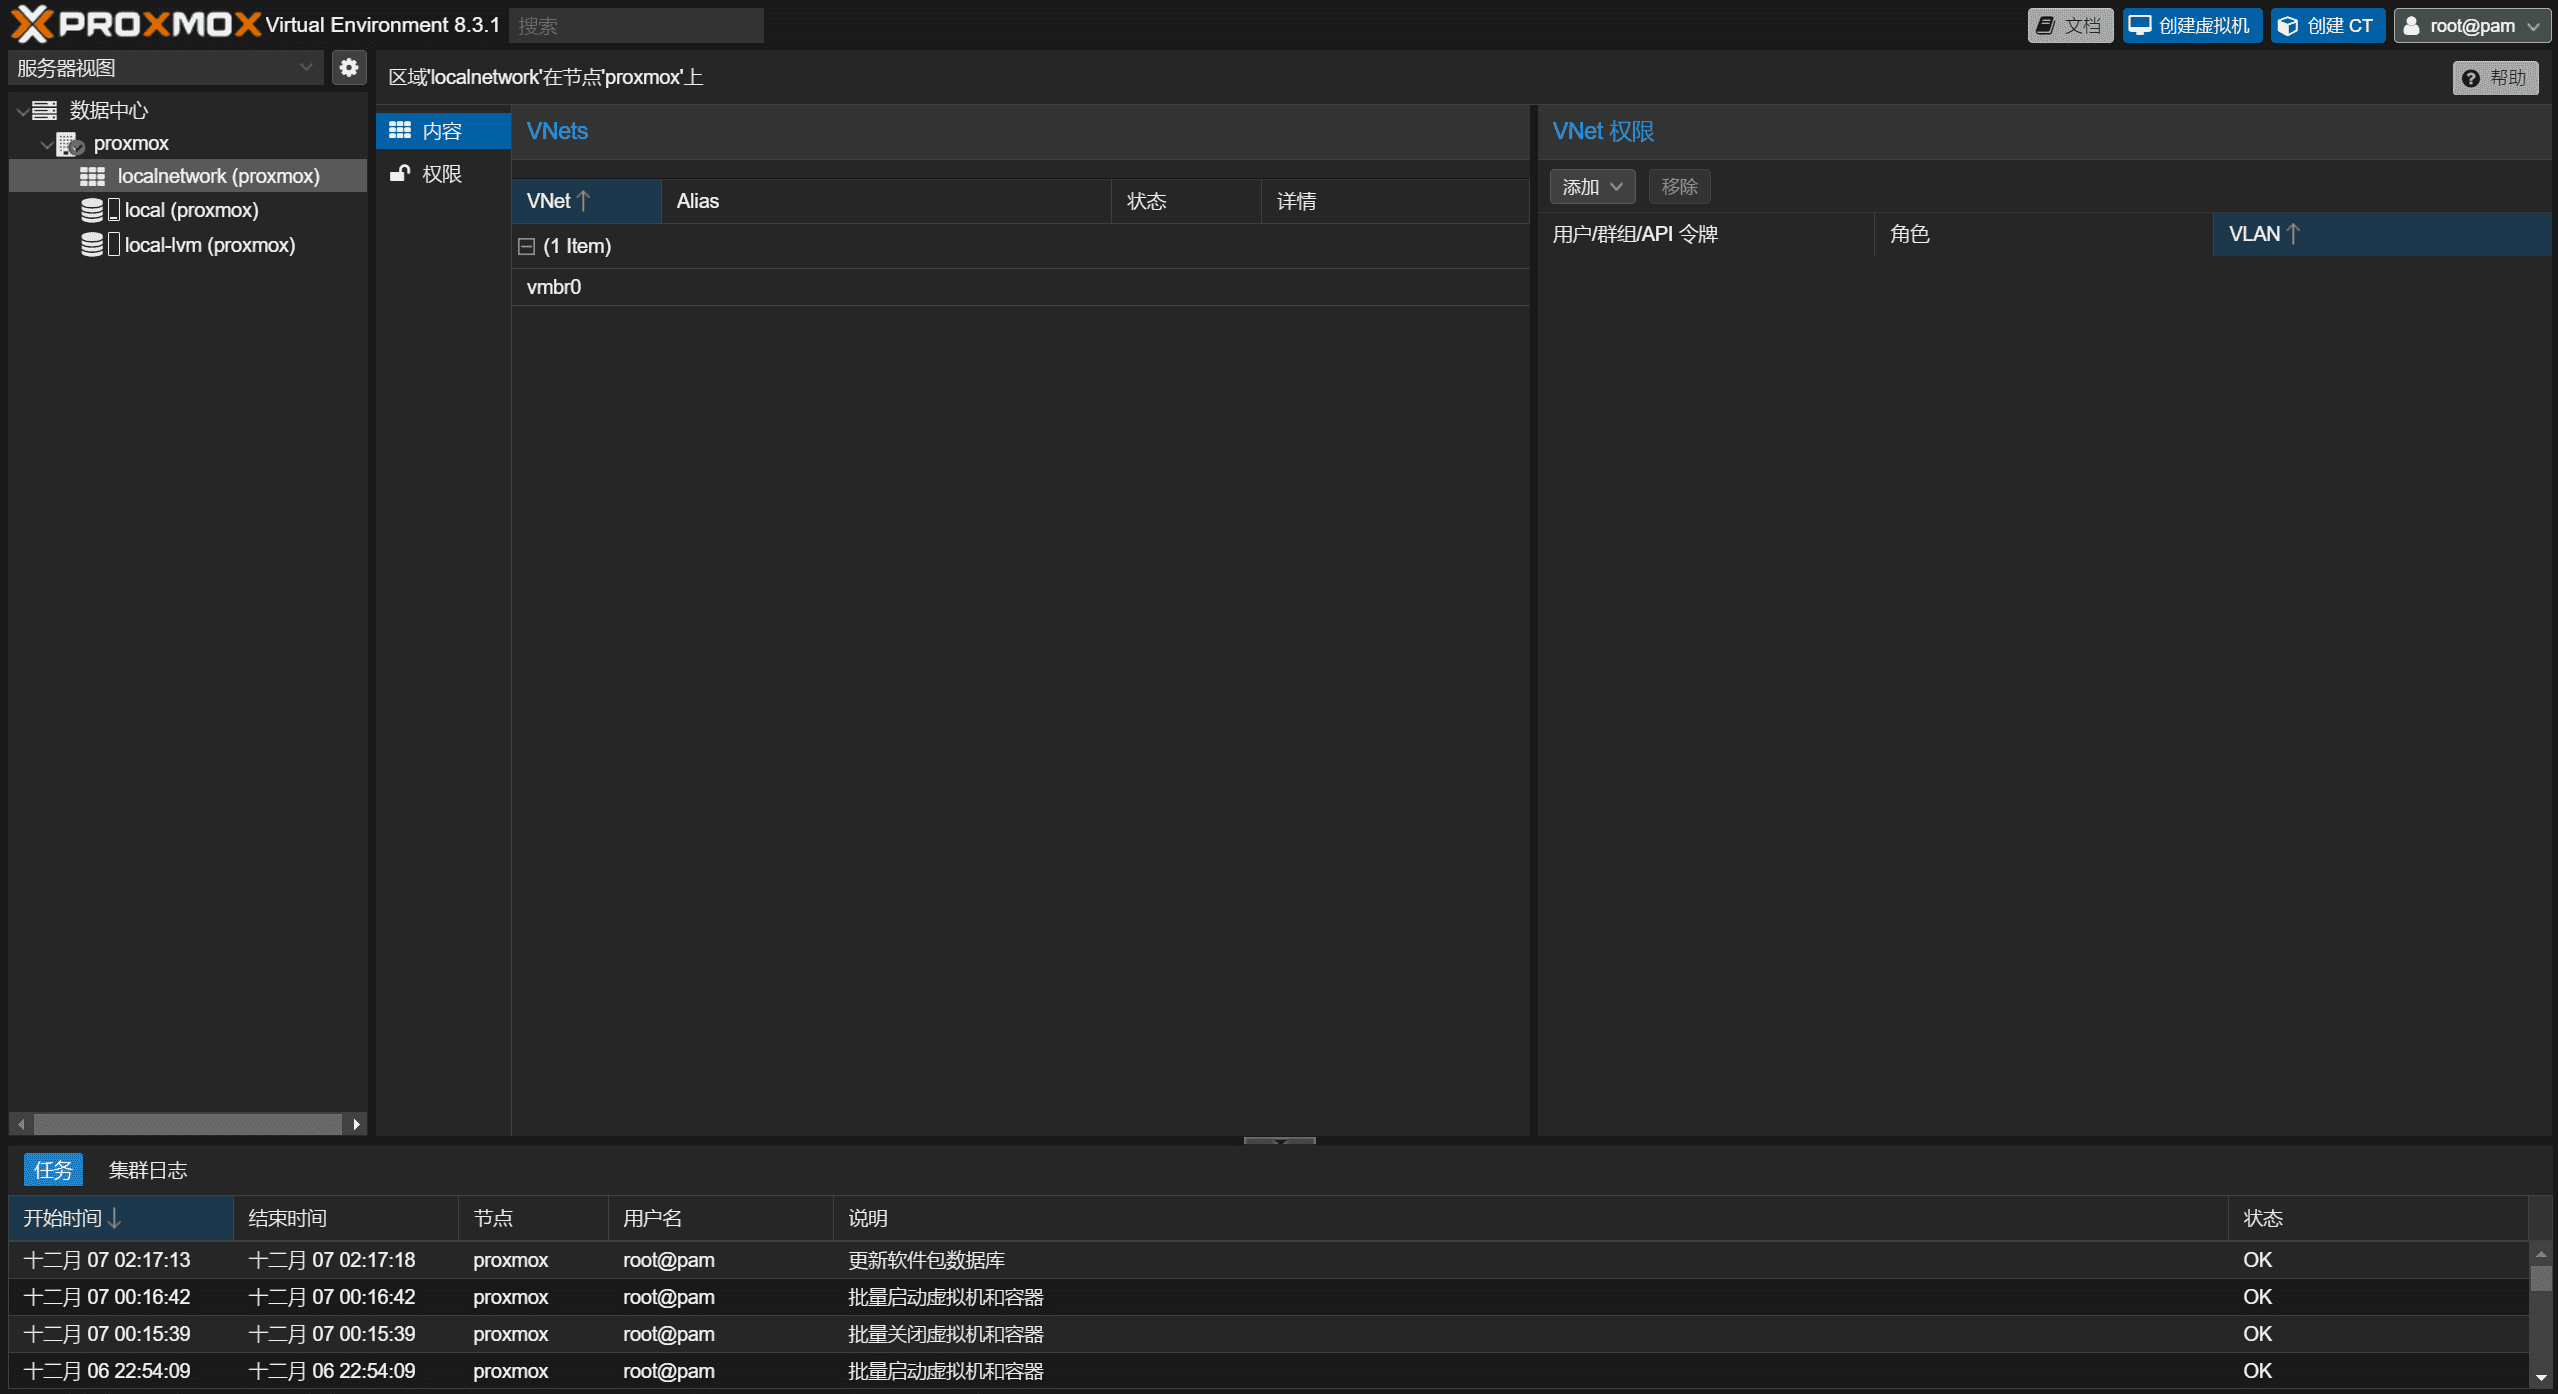 PROXMOX Virtual Environment 8.3.1 搜索 文档 创建虚拟机 创建 CT root@pam
服务器视图
区域'localnetwork'在节点'proxmox'上 帮助
数据中心
proxmox
localnetwork (proxmox)
local (proxmox)
local-lvm (proxmox)
内容
权限
VNets
VNet Alias 状态 详情
(1 Item)
vmbr0
VNet 权限
添加 移除
用户/群组/API 令牌 角色 VLAN
任务 集群日志
开始时间 结束时间 节点 用户名 说明 状态
十二月 07 02:17:13 十二月 07 02:17:18 proxmox root@pam 更新软件包数据库 OK
十二月 07 00:16:42 十二月 07 00:16:42 proxmox root@pam 批量启动虚拟机和容器 OK
十二月 07 00:15:39 十二月 07 00:15:39 proxmox root@pam 批量关闭虚拟机和容器 OK
十二月 06 22:54:09 十二月 06 22:54:09 proxmox root@pam 批量启动虚拟机和容器 OK